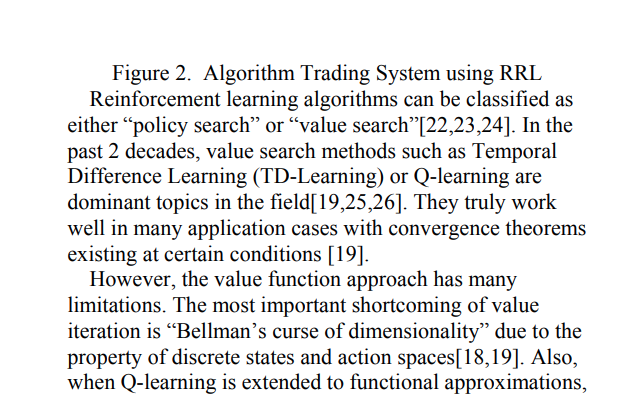 Figure 2.  Algorithm Trading System using RRL
Reinforcement learning algorithms can be classified as
either “policy search” or “value search”[22,23,24]. In the
past 2 decades, value search methods such as Temporal
Difference Learning (TD-Learning) or Q-learning are
dominant topics in the field[19,25,26]. They truly work
well in many application cases with convergence theorems
existing at certain conditions [19].
However, the value function approach has many
limitations. The most important shortcoming of value
iteration is “Bellman’s curse of dimensionality” due to the
property of discrete states and action spaces[18,19]. Also,
when Q-learning is extended to functional approximations,